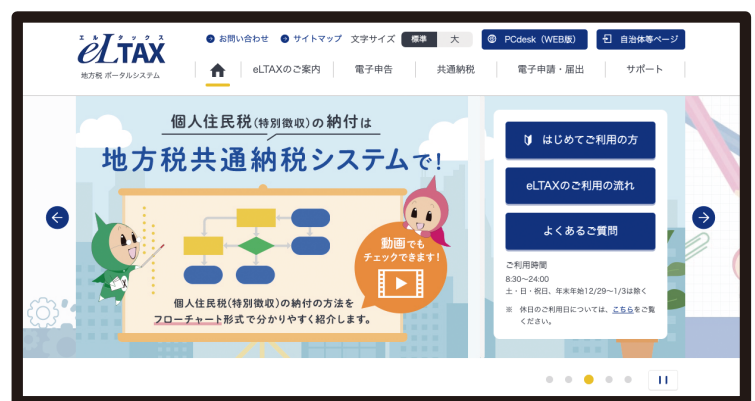 エルタックス
eLTAX
地方税 ポータルシステム
お問い合わせ サイトマップ 文字サイズ 標準 大 PCdesk（WEB版） 自治体等ページ
eLTAXのご案内 電子申告 共通納税 電子申請・届出 サポート
個人住民税(特別徴収)の納付は
地方税共通納税システムで!
動画でも
チェックできます!
個人住民税(特別徴収)の納付の方法を
フローチャート形式で分かりやすく紹介します。
はじめてご利用の方
eLTAXのご利用の流れ
よくあるご質問
ご利用時間
8:30〜24:00
土・日・祝日、年末年始12/29〜1/3は除く
※ 休日のご利用日については、こちらをご覧
ください。